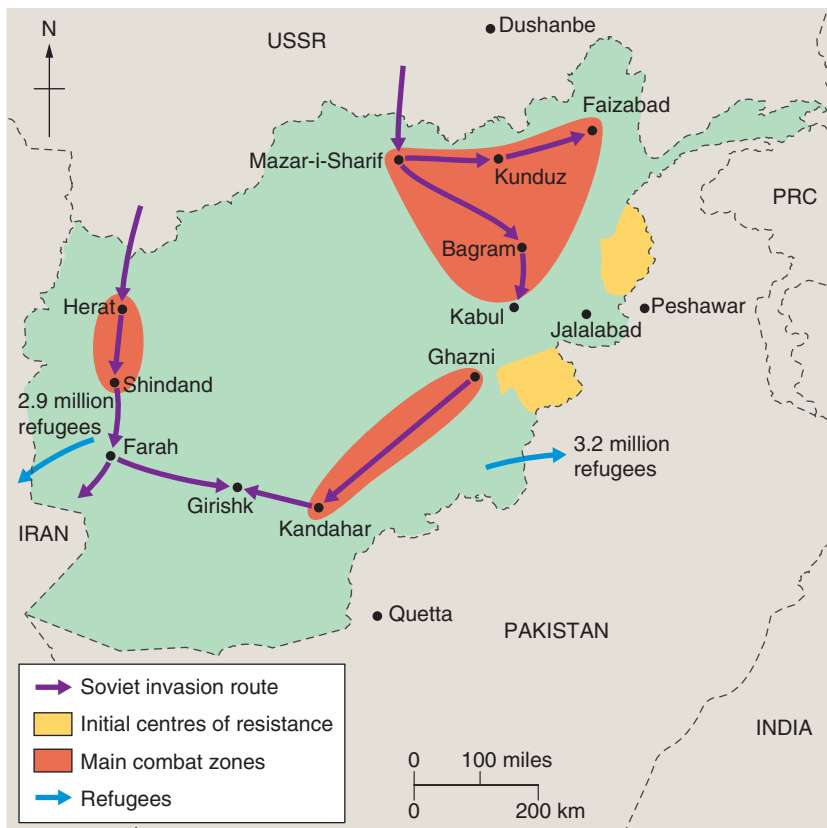 N
USSR
Dushanbe
Faizabad
Mazar-i-Sharif
Kunduz
PRC
Bagram
Herat
Kabul
Peshawar
Jalalabad
Ghazni
Shindand
2.9 million
refugees
Farah
3.2 million
refugees
Girishk
Kandahar
IRAN
Quetta
PAKISTAN
INDIA
Soviet invasion route
Initial centres of resistance
Main combat zones
Refugees
0 100 miles
0 200 km